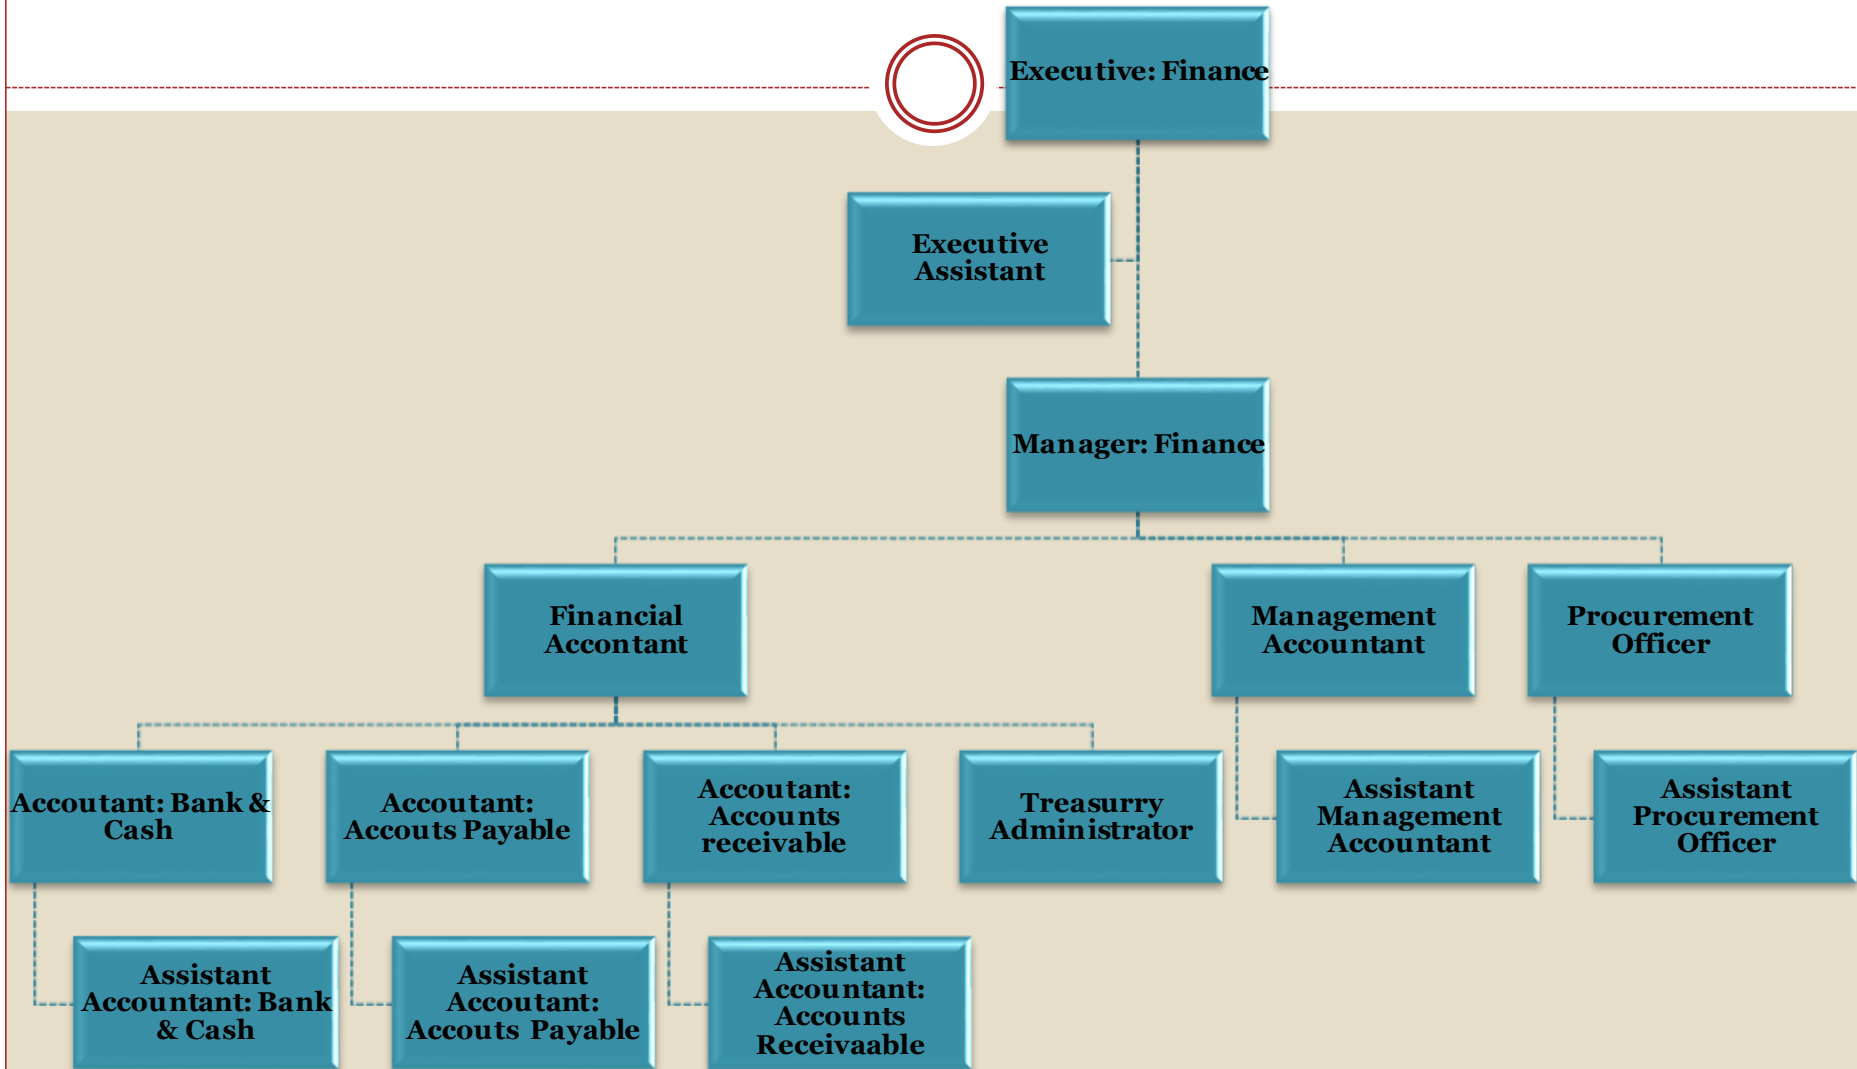 Executive: Finance
Executive
Assistant
Manager: Finance
Financial
Accontant
Management
Accountant
Procurement
Officer
Accoutant: Bank &
Cash
Accoutant:
Accouts Payable
Accoutant:
Accounts
receivable
Treasurry
Administrator
Assistant
Management
Accountant
Assistant
Procurement
Officer
Assistant
Accountant: Bank
& Cash
Assistant
Accoutant:
Accouts Payable
Assistant
Accountant:
Accounts
Receivaable